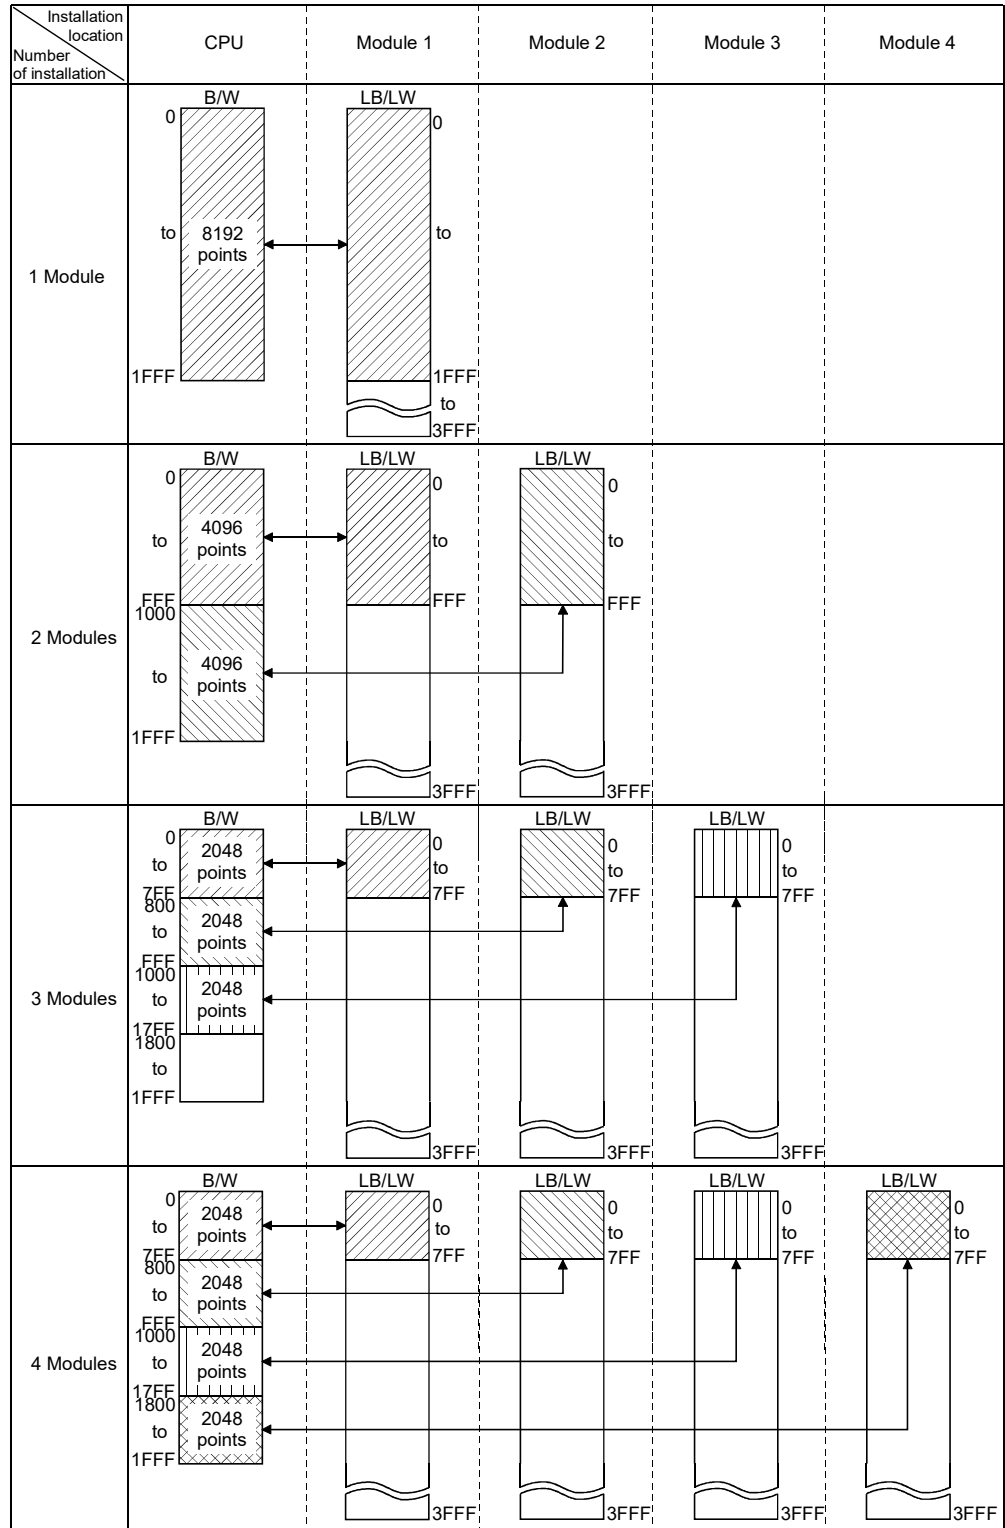 Installation
location
Number
of installation
CPU
Module 1
Module 2
Module 3
Module 4
1 Module
B/W
0
to
1FFF
8192
points
LB/LW
0
to
1FFF
to
3FFF
2 Modules
B/W
0
to
FFF
1000
to
1FFF
4096
points
4096
points
LB/LW
0
to
FFF
3FFF
LB/LW
0
to
FFF
3FFF
3 Modules
B/W
0
to
7FF
800
to
FFF
1000
to
17FF
1800
to
1FFF
2048
points
2048
points
2048
points
LB/LW
0
to
7FF
3FFF
LB/LW
0
to
7FF
3FFF
LB/LW
0
to
7FF
3FFF
4 Modules
B/W
0
to
7FF
800
to
FFF
1000
to
17FF
1800
to
1FFF
2048
points
2048
points
2048
points
2048
points
LB/LW
0
to
7FF
3FFF
LB/LW
0
to
7FF
3FFF
LB/LW
0
to
7FF
3FFF
LB/LW
0
to
7FF
3FFF